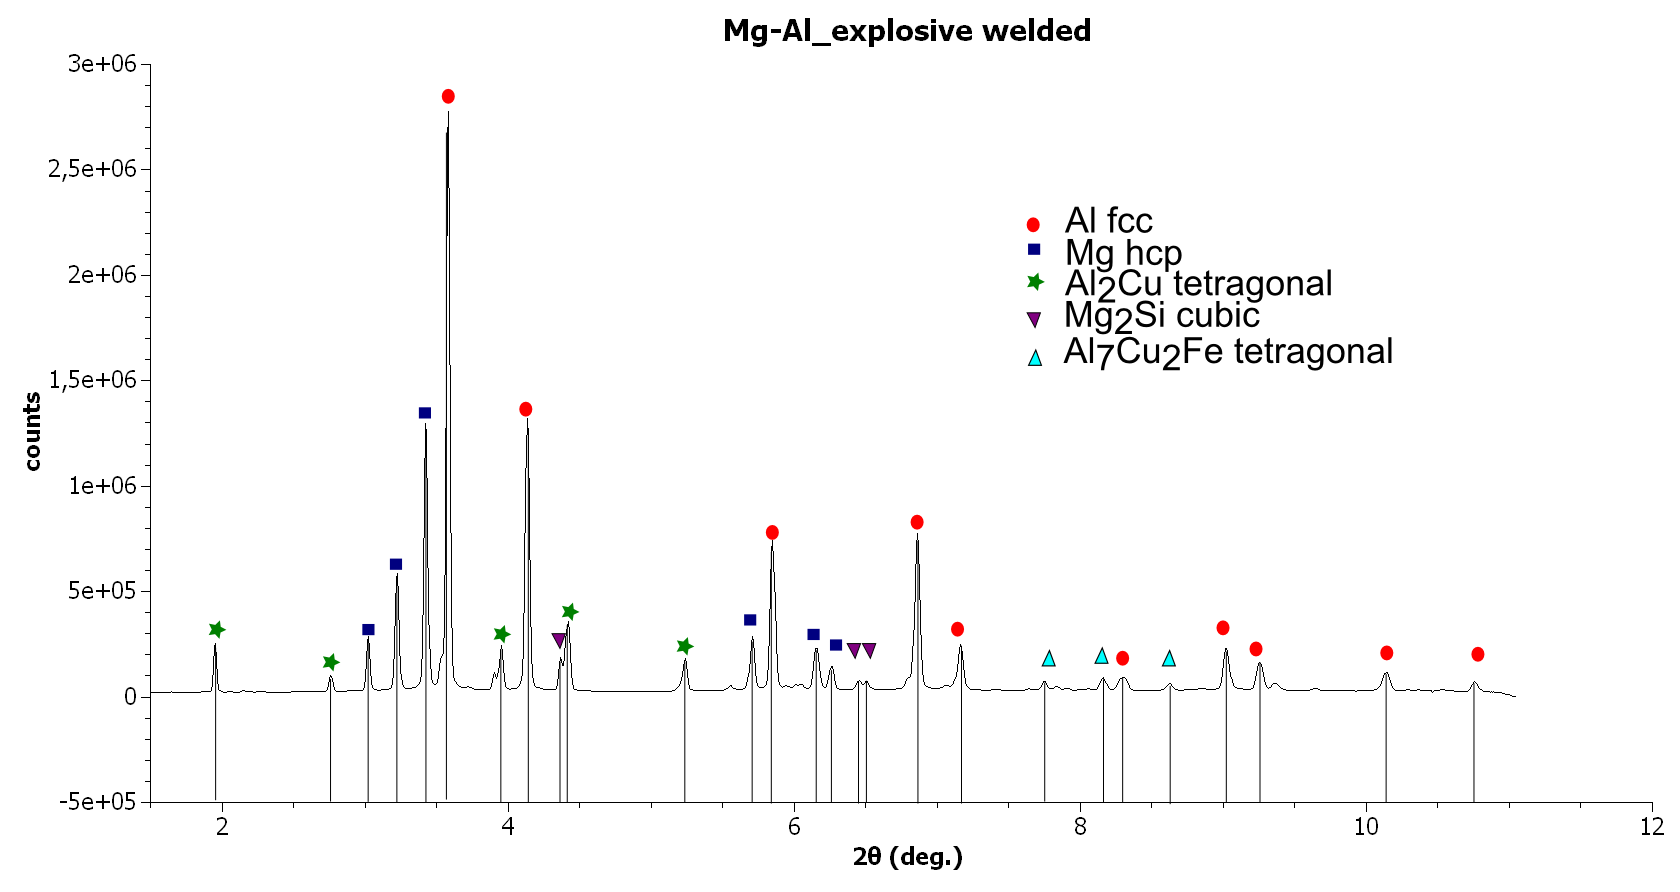 Mg-Al_explosive welded
3e+06
2,5e+06
2e+06
1,5e+06
1e+06
5e+05
0
-5e+05
counts
Al fcc
Mg hcp
Al2Cu tetragonal
Mg2Si cubic
Al7Cu2Fe tetragonal
2 4 6 8 10 12
2θ (deg.)